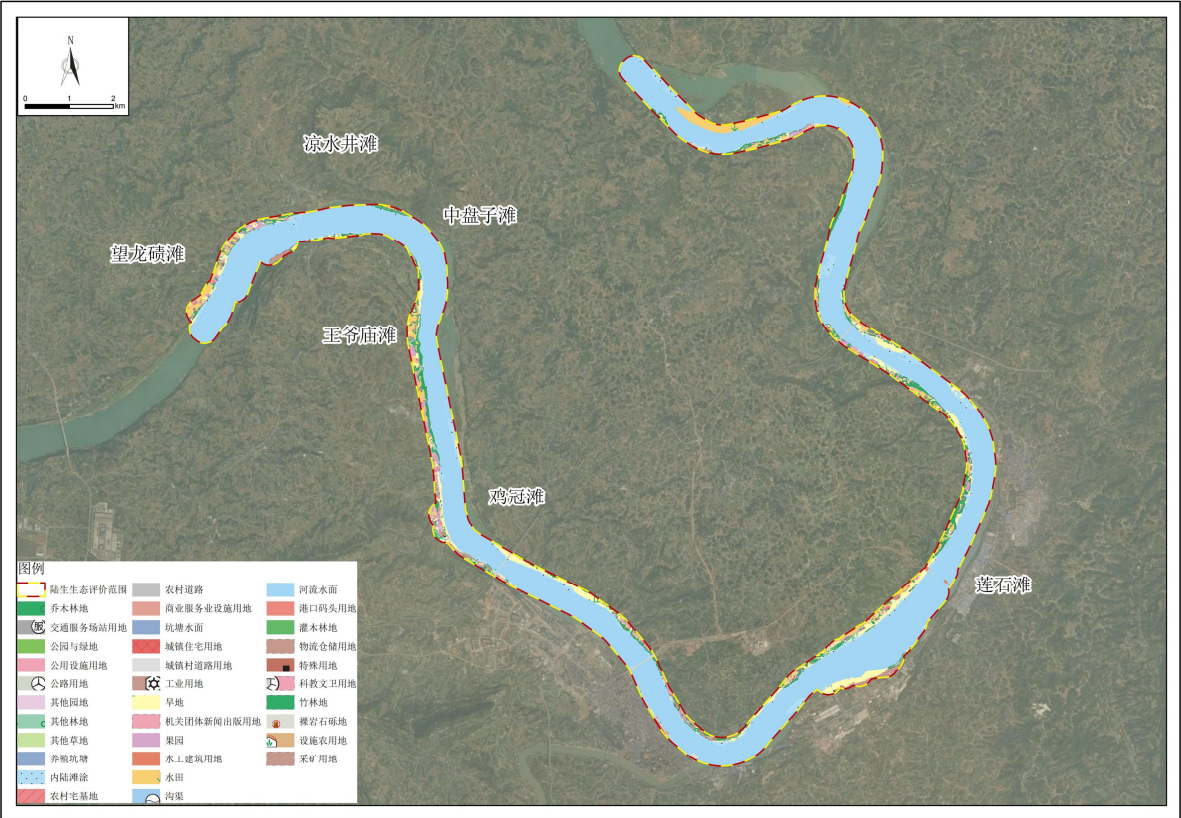 N
0 1 2
km
凉水井滩
中盘子滩
望龙碛滩
王爷庙滩
鸡冠滩
莲石滩
图例
陆生生态评价范围 农村道路 河流水面
乔木林地 商业服务业设施用地 港口码头用地
服 交通服务场站用地 坑塘水面 灌木林地
公园与绿地 城镇住宅用地 物流仓储用地
公用设施用地 城镇村道路用地 特殊用地
公路用地 工业用地 科教文卫用地
其他园地 旱地 竹林地
其他林地 机关团体新闻出版用地 裸岩石砾地
其他草地 果园 设施农用地
养殖坑塘 水工建筑用地 采矿用地
内陆滩涂 水田
农村宅基地 沟渠